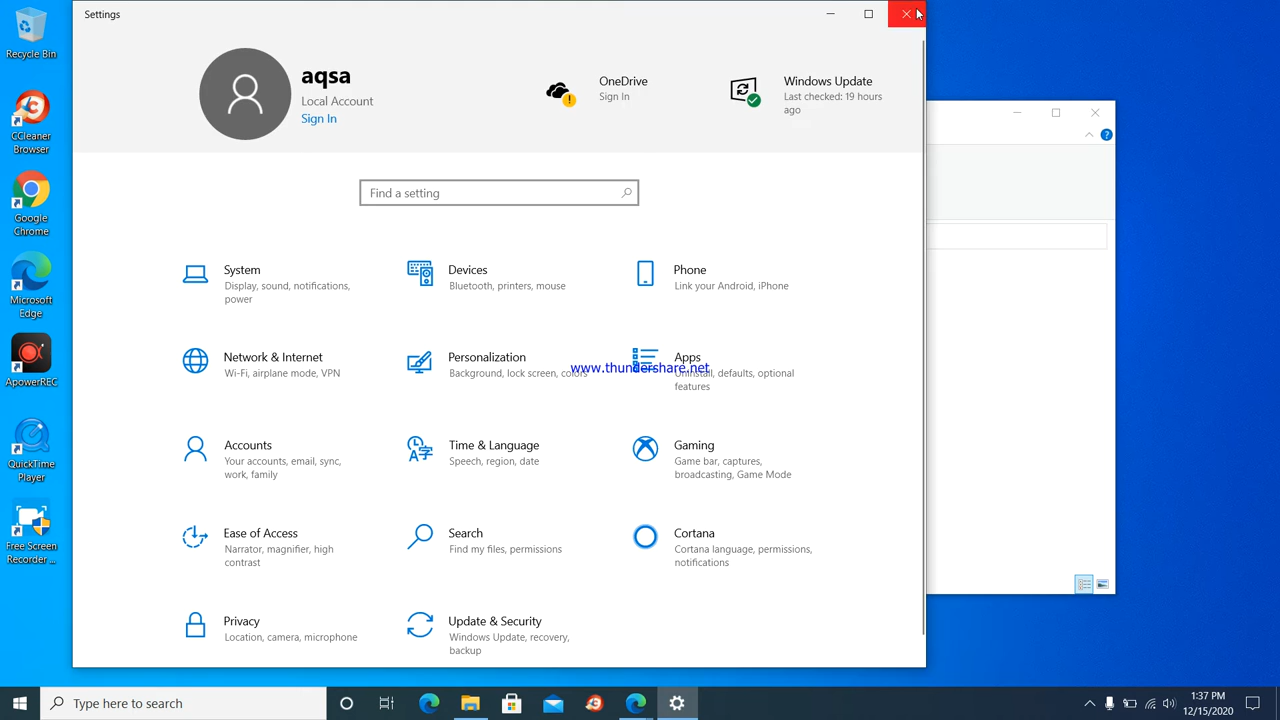 Settings
aqsa
Local Account
Sign In
OneDrive
Sign In
Windows Update
Last checked: 19 hours
ago
Find a setting
System
Display, sound, notifications,
power
Devices
Bluetooth, printers, mouse
Phone
Link your Android, iPhone
Network & Internet
Wi-Fi, airplane mode, VPN
Personalization
Background, lock screen, colors
Apps
Uninstall, defaults, optional
features
www.thundershare.net
Accounts
Your accounts, email, sync,
work, family
Time & Language
Speech, region, date
Gaming
Game bar, captures,
broadcasting, Game Mode
Ease of Access
Narrator, magnifier, high
contrast
Search
Find my files, permissions
Cortana
Cortana language, permissions,
notifications
Privacy
Location, camera, microphone
Update & Security
Windows Update, recovery,
backup
Recycle Bin
CCleaner
Browser
Google
Chrome
Microsoft
Edge
ApowerREC
QuickTime
Player
Free Screen
Recorder ...
Type here to search
1:37 PM
12/15/2020